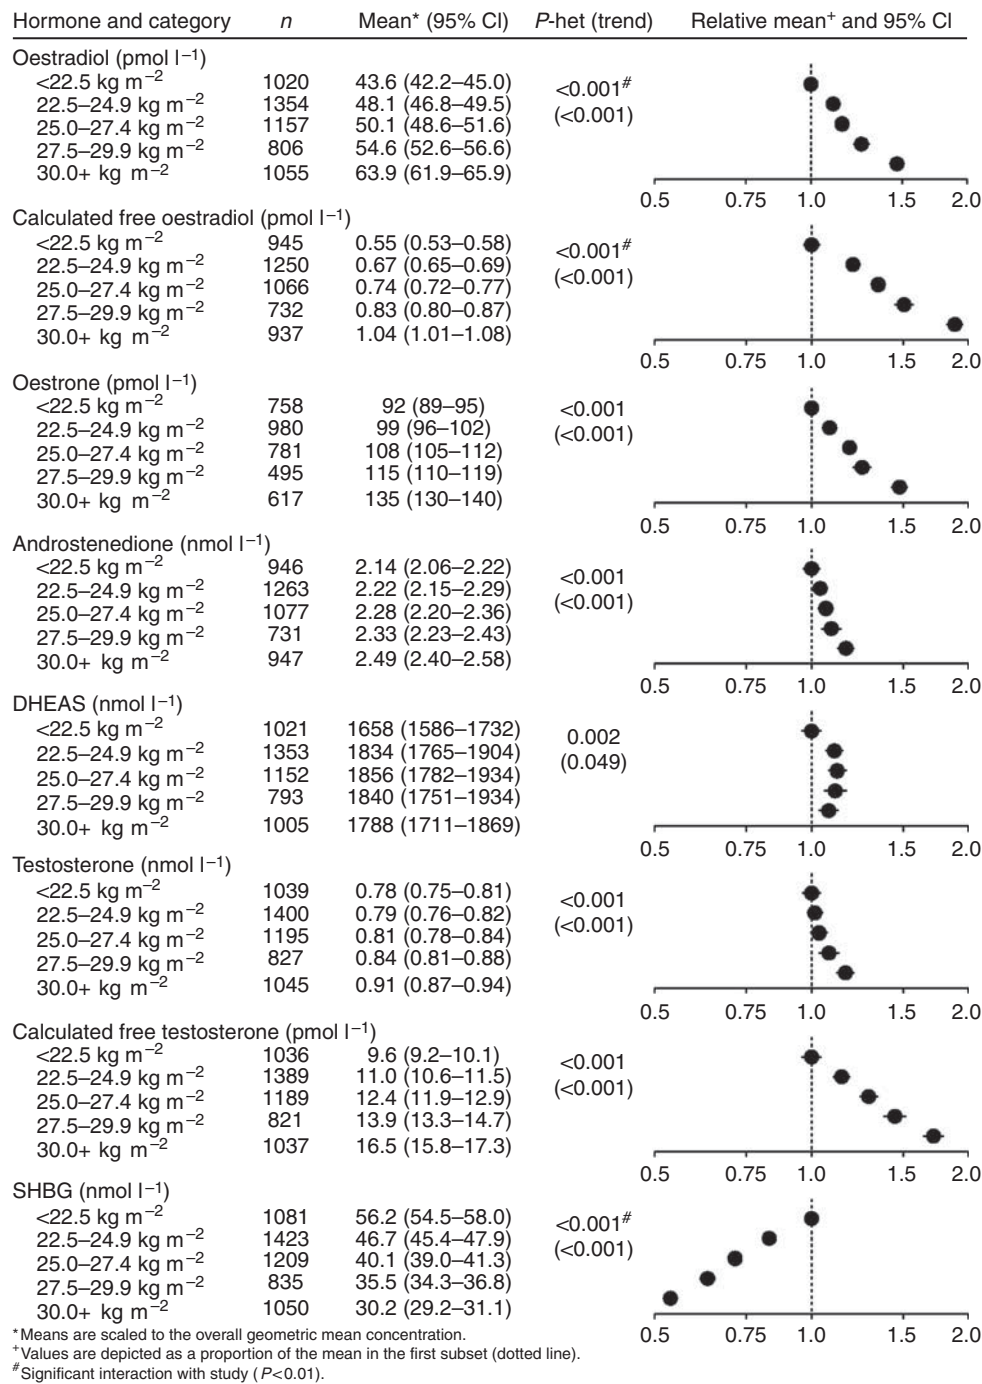 Hormone and category n Mean* (95% CI) P-het (trend) Relative mean⁺ and 95% CI
Oestradiol (pmol l⁻¹)
<22.5 kg m⁻² 1020 43.6 (42.2–45.0) <0.001#
22.5–24.9 kg m⁻² 1354 48.1 (46.8–49.5) (<0.001)
25.0–27.4 kg m⁻² 1157 50.1 (48.6–51.6)
27.5–29.9 kg m⁻² 806 54.6 (52.6–56.6)
30.0+ kg m⁻² 1055 63.9 (61.9–65.9)
0.5 0.75 1.0 1.5 2.0
Calculated free oestradiol (pmol l⁻¹)
<22.5 kg m⁻² 945 0.55 (0.53–0.58) <0.001#
22.5–24.9 kg m⁻² 1250 0.67 (0.65–0.69) (<0.001)
25.0–27.4 kg m⁻² 1066 0.74 (0.72–0.77)
27.5–29.9 kg m⁻² 732 0.83 (0.80–0.87)
30.0+ kg m⁻² 937 1.04 (1.01–1.08)
0.5 0.75 1.0 1.5 2.0
Oestrone (pmol l⁻¹)
<22.5 kg m⁻² 758 92 (89–95) <0.001
22.5–24.9 kg m⁻² 980 99 (96–102) (<0.001)
25.0–27.4 kg m⁻² 781 108 (105–112)
27.5–29.9 kg m⁻² 495 115 (110–119)
30.0+ kg m⁻² 617 135 (130–140)
0.5 0.75 1.0 1.5 2.0
Androstenedione (nmol l⁻¹)
<22.5 kg m⁻² 946 2.14 (2.06–2.22) <0.001
22.5–24.9 kg m⁻² 1263 2.22 (2.15–2.29) (<0.001)
25.0–27.4 kg m⁻² 1077 2.28 (2.20–2.36)
27.5–29.9 kg m⁻² 731 2.33 (2.23–2.43)
30.0+ kg m⁻² 947 2.49 (2.40–2.58)
0.5 0.75 1.0 1.5 2.0
DHEAS (nmol l⁻¹)
<22.5 kg m⁻² 1021 1658 (1586–1732) 0.002
22.5–24.9 kg m⁻² 1353 1834 (1765–1904) (0.049)
25.0–27.4 kg m⁻² 1152 1856 (1782–1934)
27.5–29.9 kg m⁻² 793 1840 (1751–1934)
30.0+ kg m⁻² 1005 1788 (1711–1869)
0.5 0.75 1.0 1.5 2.0
Testosterone (nmol l⁻¹)
<22.5 kg m⁻² 1039 0.78 (0.75–0.81) <0.001
22.5–24.9 kg m⁻² 1400 0.79 (0.76–0.82) (<0.001)
25.0–27.4 kg m⁻² 1195 0.81 (0.78–0.84)
27.5–29.9 kg m⁻² 827 0.84 (0.81–0.88)
30.0+ kg m⁻² 1045 0.91 (0.87–0.94)
0.5 0.75 1.0 1.5 2.0
Calculated free testosterone (pmol l⁻¹)
<22.5 kg m⁻² 1036 9.6 (9.2–10.1) <0.001
22.5–24.9 kg m⁻² 1389 11.0 (10.6–11.5) (<0.001)
25.0–27.4 kg m⁻² 1189 12.4 (11.9–12.9)
27.5–29.9 kg m⁻² 821 13.9 (13.3–14.7)
30.0+ kg m⁻² 1037 16.5 (15.8–17.3)
0.5 0.75 1.0 1.5 2.0
SHBG (nmol l⁻¹)
<22.5 kg m⁻² 1081 56.2 (54.5–58.0) <0.001#
22.5–24.9 kg m⁻² 1423 46.7 (45.4–47.9) (<0.001)
25.0–27.4 kg m⁻² 1209 40.1 (39.0–41.3)
27.5–29.9 kg m⁻² 835 35.5 (34.3–36.8)
30.0+ kg m⁻² 1050 30.2 (29.2–31.1)
0.5 0.75 1.0 1.5 2.0
*Means are scaled to the overall geometric mean concentration.
⁺Values are depicted as a proportion of the mean in the first subset (dotted line).
#Significant interaction with study (P<0.01).